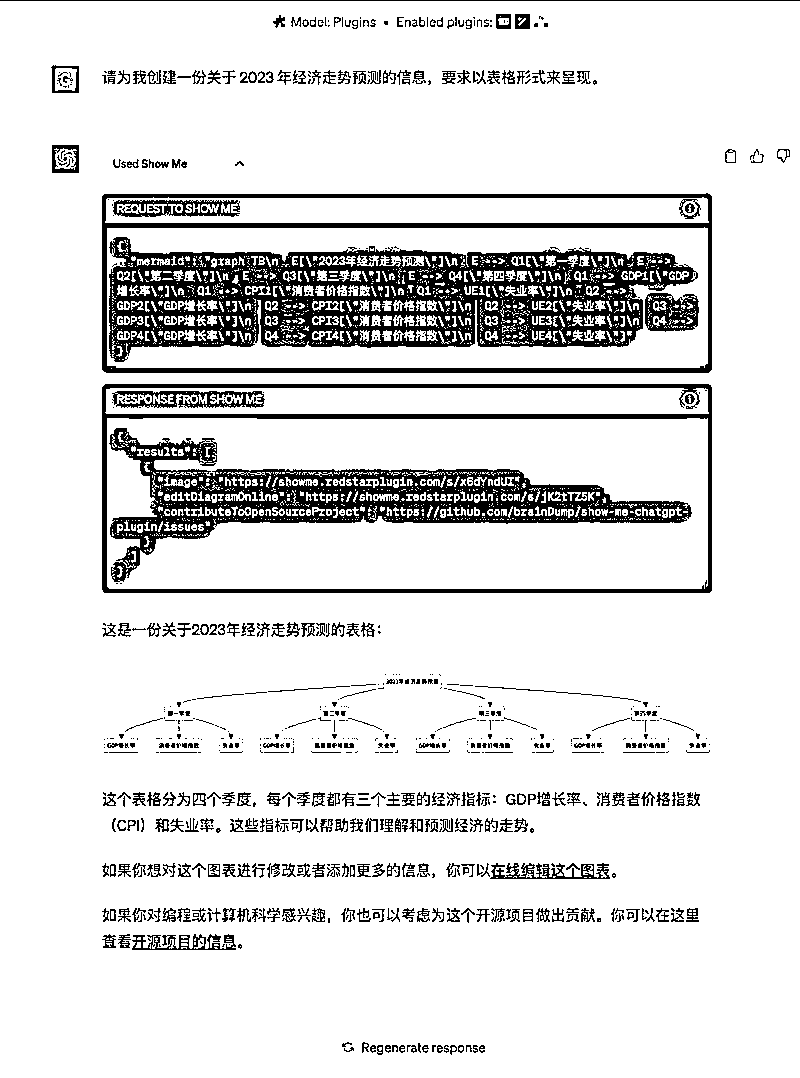 Model: Plugins • Enabled plugins:
请为我创建一份关于 2023 年经济走势预测的信息，要求以表格形式来呈现。
Used Show Me
REQUEST TO SHOW ME
{
"mermaid": "graph TB\n E[\"2023年经济走势预测\"]\n E --> Q1[\"第一季度\"]\n E -->
Q2[\"第二季度\"]\n E --> Q3[\"第三季度\"]\n E --> Q4[\"第四季度\"]\n Q1 --> GDP1[\"GDP
增长率\"]\n Q1 --> CPI1[\"消费者价格指数\"]\n Q1 --> UE1[\"失业率\"]\n Q2 -->
GDP2[\"GDP增长率\"]\n Q2 --> CPI2[\"消费者价格指数\"]\n Q2 --> UE2[\"失业率\"]\n Q3 -->
GDP3[\"GDP增长率\"]\n Q3 --> CPI3[\"消费者价格指数\"]\n Q3 --> UE3[\"失业率\"]\n Q4 -->
GDP4[\"GDP增长率\"]\n Q4 --> CPI4[\"消费者价格指数\"]\n Q4 --> UE4[\"失业率\"]\n"
}
RESPONSE FROM SHOW ME
{
"results": [
{
"image": "https://showme.redstarplugin.com/s/x6dYndUI",
"editDiagramOnline": "https://showme.redstarplugin.com/s/jK2tTZ5K",
"contributeToOpenSourceProject": "https://github.com/bra1nDump/show-me-chatgpt-
plugin/issues"
}
]
}
这是一份关于2023年经济走势预测的表格：
2023年经济走势预测
第一季度 第二季度 第三季度 第四季度
GDP增长率 消费者价格指数 失业率 GDP增长率 消费者价格指数 失业率 GDP增长率 消费者价格指数 失业率 GDP增长率 消费者价格指数 失业率
这个表格分为四个季度，每个季度都有三个主要的经济指标：GDP增长率、消费者价格指数
（CPI）和失业率。这些指标可以帮助我们理解和预测经济的走势。
如果你想对这个图表进行修改或者添加更多的信息，你可以在线编辑这个图表。
如果你对编程或计算机科学感兴趣，你也可以考虑为这个开源项目做出贡献。你可以在这里
查看开源项目的信息。
Regenerate response